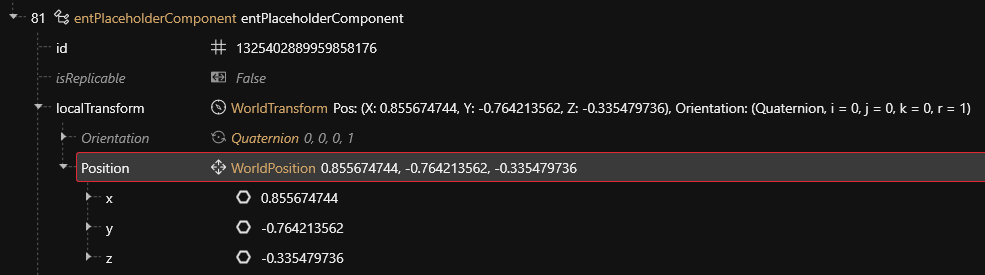 81 entPlaceholderComponent entPlaceholderComponent
id 1325402889959858176
isReplicable False
localTransform WorldTransform Pos: (X: 0.855674744, Y: -0.764213562, Z: -0.335479736), Orientation: (Quaternion, i = 0, j = 0, k = 0, r = 1)
Orientation Quaternion 0, 0, 0, 1
Position WorldPosition 0.855674744, -0.764213562, -0.335479736
x 0.855674744
y -0.764213562
z -0.335479736